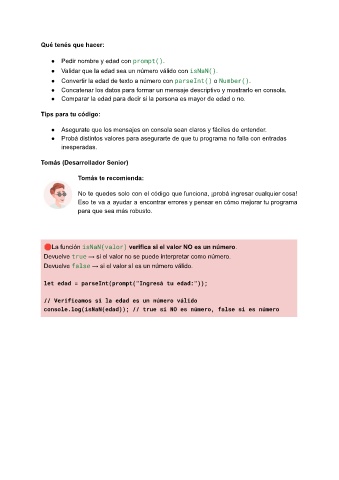 Qué tenés que hacer:
● Pedir nombre y edad con prompt().
● Validar que la edad sea un número válido con isNaN().
● Convertir la edad de texto a número con parseInt() o Number().
● Concatenar los datos para formar un mensaje descriptivo y mostrarlo en consola.
● Comparar la edad para decir si la persona es mayor de edad o no.
Tips para tu código:
● Asegurate que los mensajes en consola sean claros y fáciles de entender.
● Probá distintos valores para asegurarte de que tu programa no falla con entradas
inesperadas.
Tomás (Desarrollador Senior)
Tomás te recomienda:
No te quedes solo con el código que funciona, ¡probá ingresar cualquier cosa!
Eso te va a ayudar a encontrar errores y pensar en cómo mejorar tu programa
para que sea más robusto.
🔴La función isNaN(valor) verifica si el valor NO es un número.
Devuelve true → si el valor no se puede interpretar como número.
Devuelve false → si el valor sí es un número válido.
let edad = parseInt(prompt("Ingresá tu edad:"));
// Verificamos si la edad es un número válido
console.log(isNaN(edad)); // true si NO es número, false si es número